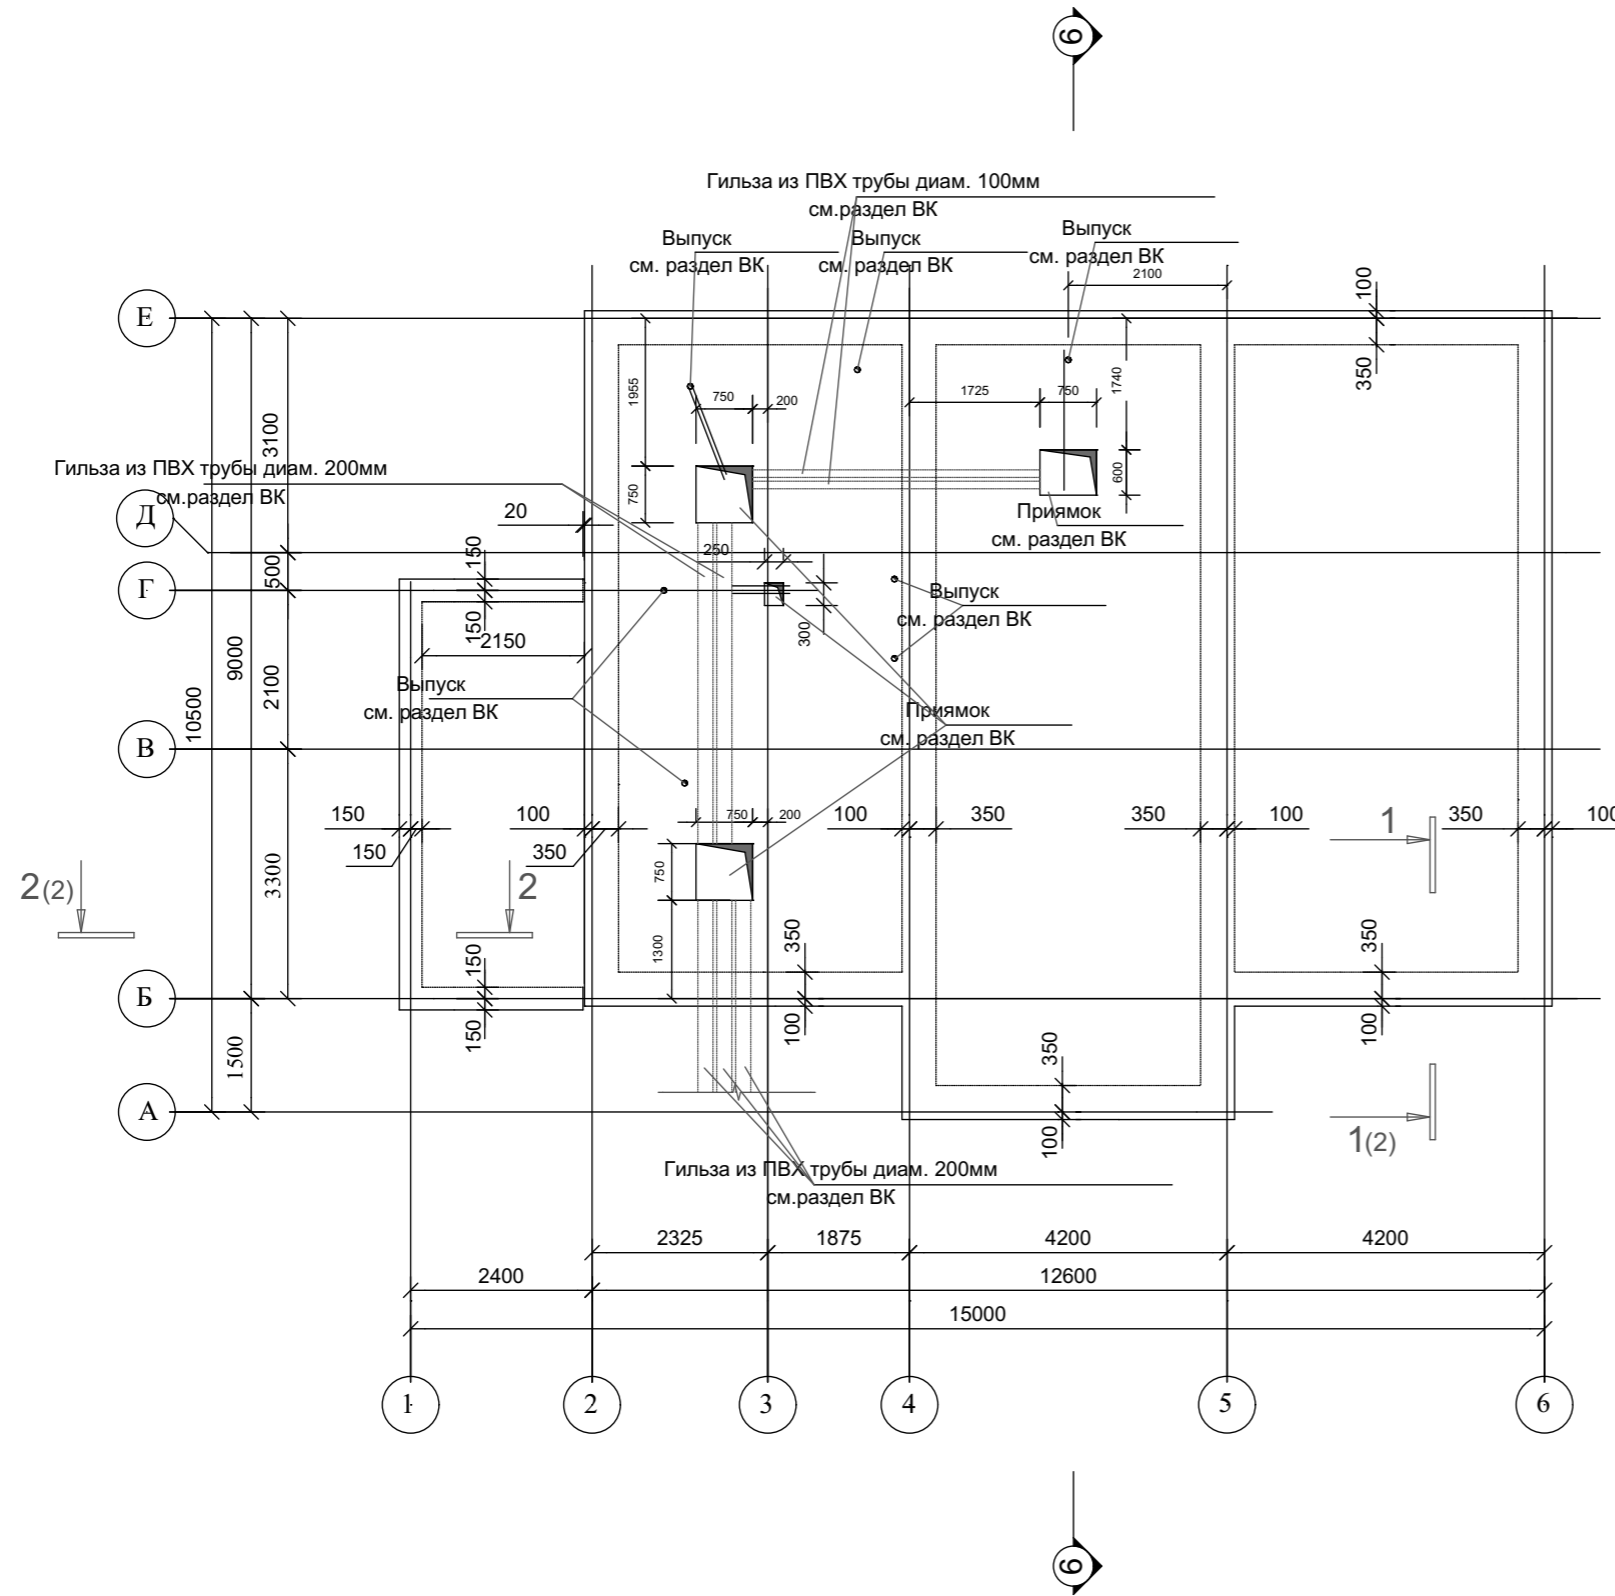 6
Гильза из ПВХ трубы диам. 100мм
см.раздел ВК
Выпуск
см. раздел ВК
Выпуск
см. раздел ВК
Выпуск
см. раздел ВК
2100
100
350
Е
1955
750
200
1725
750
1740
3100
Гильза из ПВХ трубы диам. 200мм
см.раздел ВК
750
600
Д
20
Приямок
см. раздел ВК
250
150
500
Г
150
300
Выпуск
см. раздел ВК
2150
9000
10500
2100
Выпуск
см. раздел ВК
Приямок
см. раздел ВК
В
150
150
100
350
750
200
100
350
350
100
1
350
100
2(2)
2
3300
750
1300
350
350
150
Б
150
100
100
1500
350
А
100
1(2)
Гильза из ПВХ трубы диам. 200мм
см.раздел ВК
2325
1875
4200
4200
2400
12600
15000
1
2
3
4
5
6
6